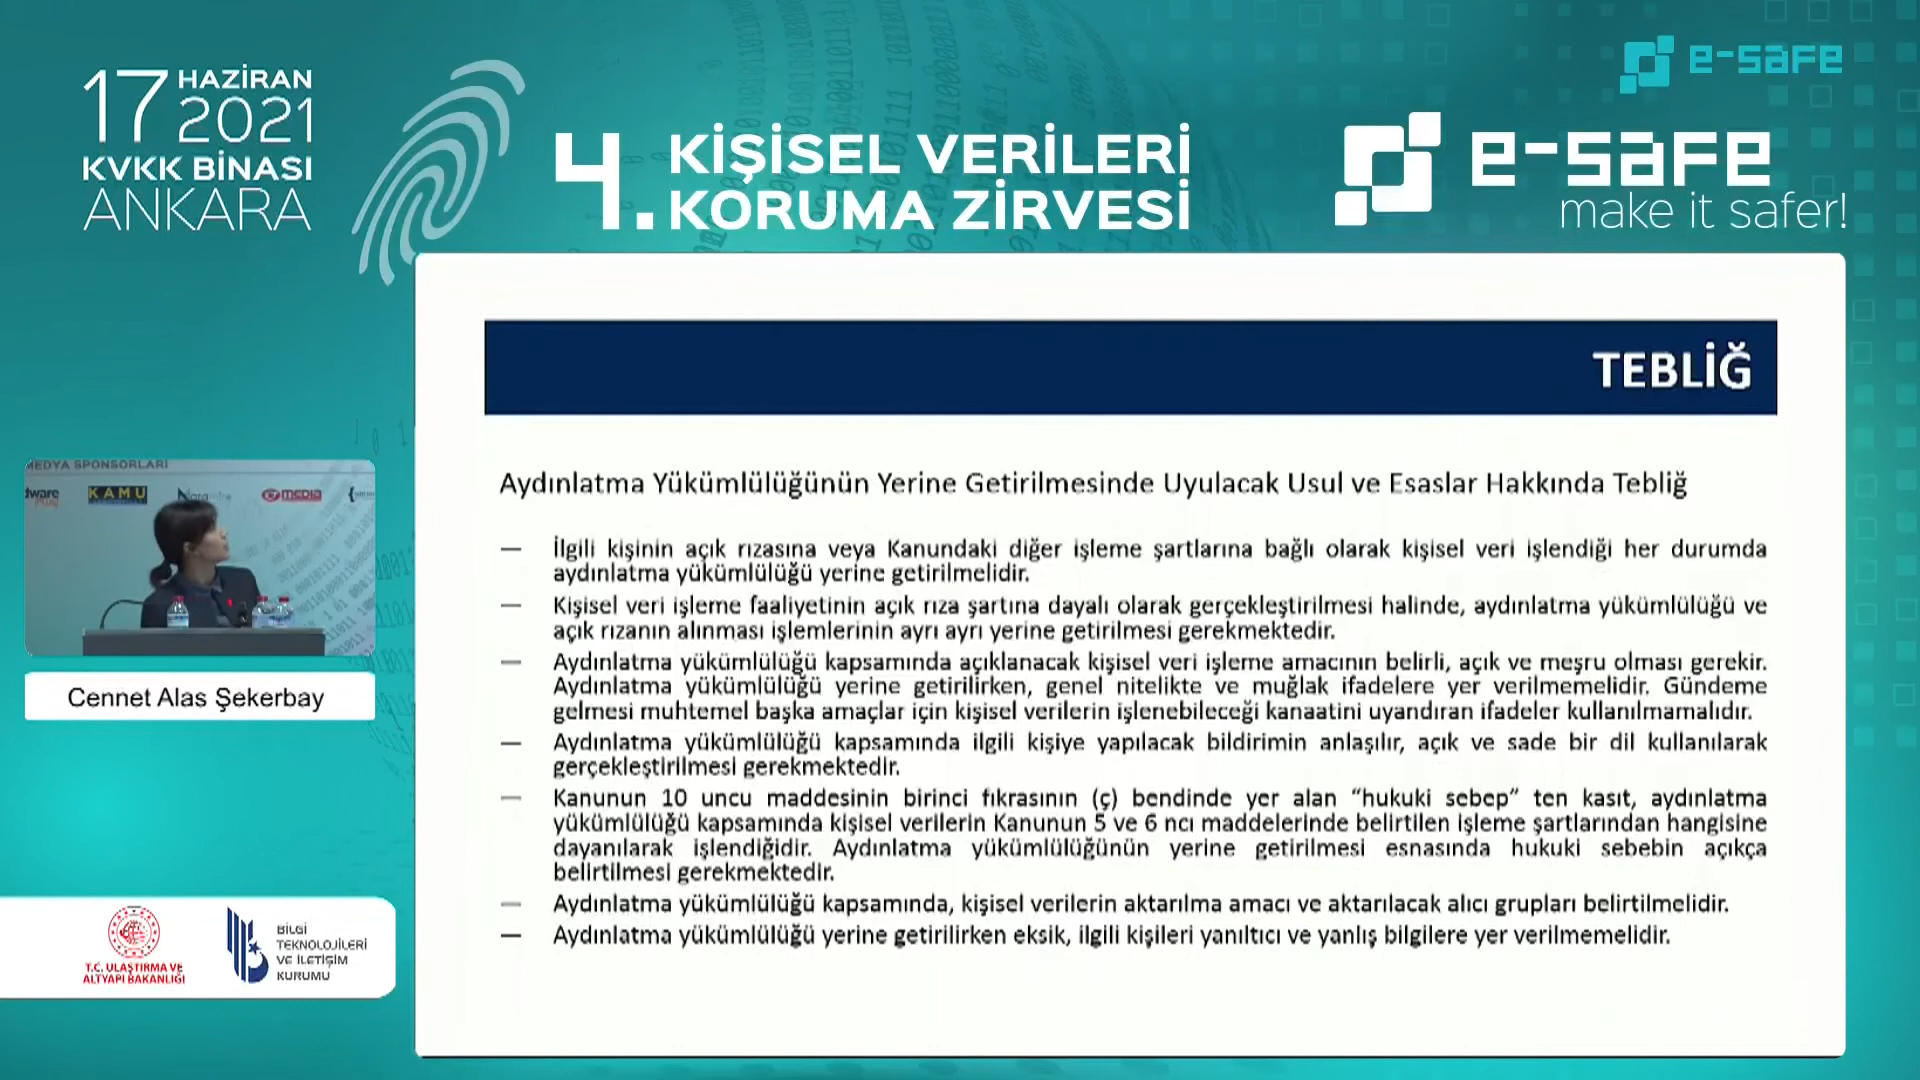 17 HAZİRAN
2021
KVKK BİNASI
ANKARA
4. KİŞİSEL VERİLERİ
KORUMA ZİRVESİ
e-safe
e-safe
make it safer!
TEBLİĞ
Aydınlatma Yükümlülüğünün Yerine Getirilmesinde Uyulacak Usul ve Esaslar Hakkında Tebliğ
— İlgili kişinin açık rızasına veya Kanundaki diğer işleme şartlarına bağlı olarak kişisel veri işlendiği her durumda
aydınlatma yükümlülüğü yerine getirilmelidir.
— Kişisel veri işleme faaliyetinin açık rıza şartına dayalı olarak gerçekleştirilmesi halinde, aydınlatma yükümlülüğü ve
açık rızanın alınması işlemlerinin ayrı ayrı yerine getirilmesi gerekmektedir.
— Aydınlatma yükümlülüğü kapsamında açıklanacak kişisel veri işleme amacının belirli, açık ve meşru olması gerekir.
Aydınlatma yükümlülüğü yerine getirilirken, genel nitelikte ve muğlak ifadelere yer verilmemelidir. Gündeme
gelmesi muhtemel başka amaçlar için kişisel verilerin işlenebileceği kanaatini uyandıran ifadeler kullanılmamalıdır.
— Aydınlatma yükümlülüğü kapsamında ilgili kişiye yapılacak bildirimin anlaşılır, açık ve sade bir dil kullanılarak
gerçekleştirilmesi gerekmektedir.
— Kanunun 10 uncu maddesinin birinci fıkrasının (ç) bendinde yer alan “hukuki sebep” ten kasıt, aydınlatma
yükümlülüğü kapsamında kişisel verilerin Kanunun 5 ve 6 ncı maddelerinde belirtilen işleme şartlarından hangisine
dayanılarak işlendiğidir. Aydınlatma yükümlülüğünün yerine getirilmesi esnasında hukuki sebebin açıkça
belirtilmesi gerekmektedir.
— Aydınlatma yükümlülüğü kapsamında, kişisel verilerin aktarılma amacı ve aktarılacak alıcı grupları belirtilmelidir.
— Aydınlatma yükümlülüğü yerine getirilirken eksik, ilgili kişileri yanıltıcı ve yanlış bilgilere yer verilmemelidir.
MEDYA SPONSORLARI
KAMU
MEDIA
Cennet Alas Şekerbay
T.C. ULAŞTIRMA VE
ALTYAPI BAKANLIĞI
BİLGİ
TEKNOLOJİLERİ
VE İLETİŞİM
KURUMU